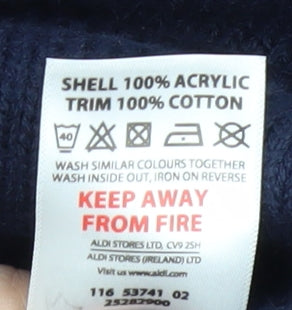 SHELL 100% ACRYLIC
TRIM 100% COTTON
40
WASH SIMILAR COLOURS TOGETHER
WASH INSIDE OUT, IRON ON REVERSE
KEEP AWAY
FROM FIRE
ALDI STORES LTD, CV9 2SH
ALDI STORES (IRELAND) LTD
Visit us www.aldi.com
116 53741 02
25282900